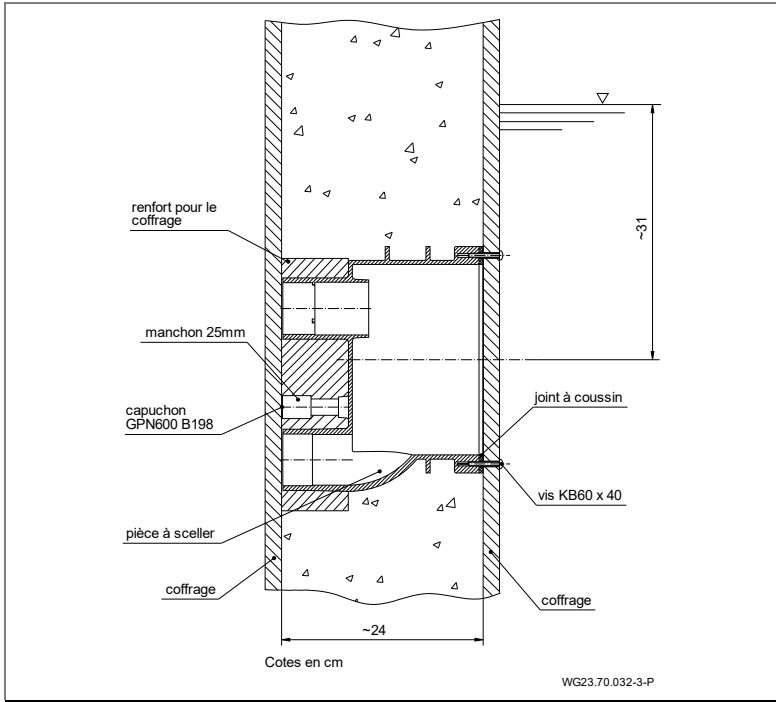 renfort pour le
coffrage
~31
manchon 25mm
joint à coussin
capuchon
GPN600 B198
vis KB60 x 40
pièce à sceller
coffrage
coffrage
~24
Cotes en cm
WG23.70.032-3-P